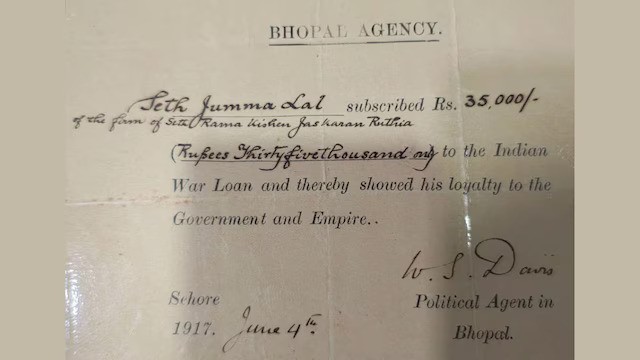 BHOPAL AGENCY.
Seth Jumma Lal subscribed Rs. 35,000/-
of the firm of Seth Rama Kishen Jaskaran Ruthia
(Rupees Thirtyfivethousand only) to the Indian
War Loan and thereby showed his loyalty to the
Government and Empire..
W. S. Davis
Sehore Political Agent in
1917. June 4th. Bhopal.